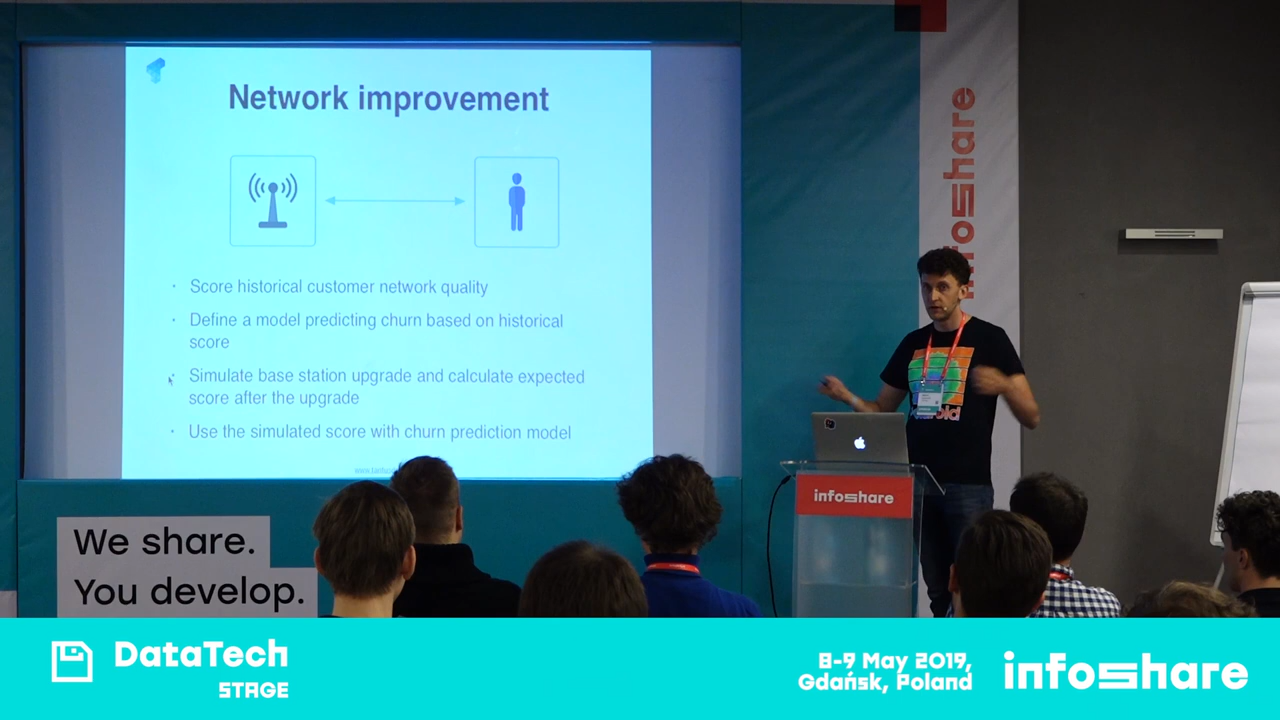 Network improvement
· Score historical customer network quality
· Define a model predicting churn based on historical
score
· Simulate base station upgrade and calculate expected
score after the upgrade
· Use the simulated score with churn prediction model
infoshare
infoshare
We share.
You develop.
DataTech
STAGE
8-9 May 2019,
Gdańsk, Poland
infoshare